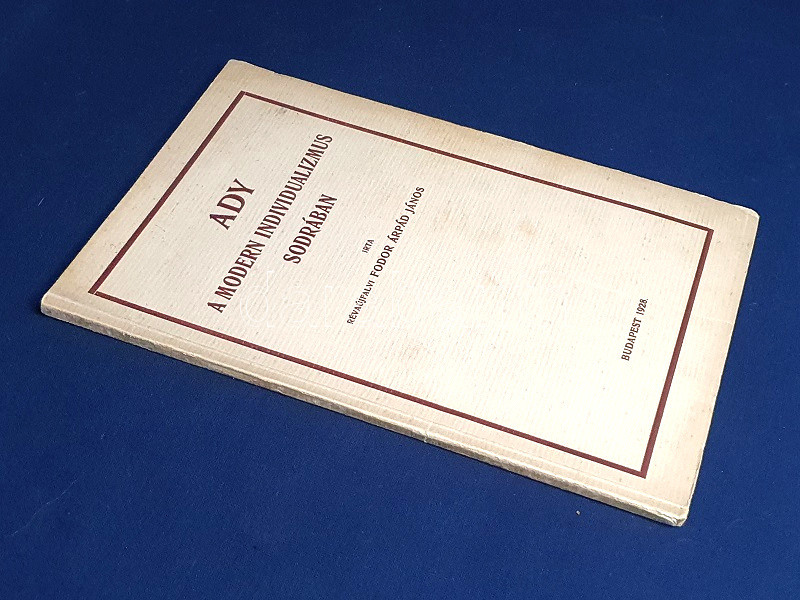 ADY
A MODERN INDIVIDUALIZMUS
SODRÁBAN
IRTA
RÉVAÚJFALVI FODOR ÁRPÁD JÁNOS
BUDAPEST 1928.